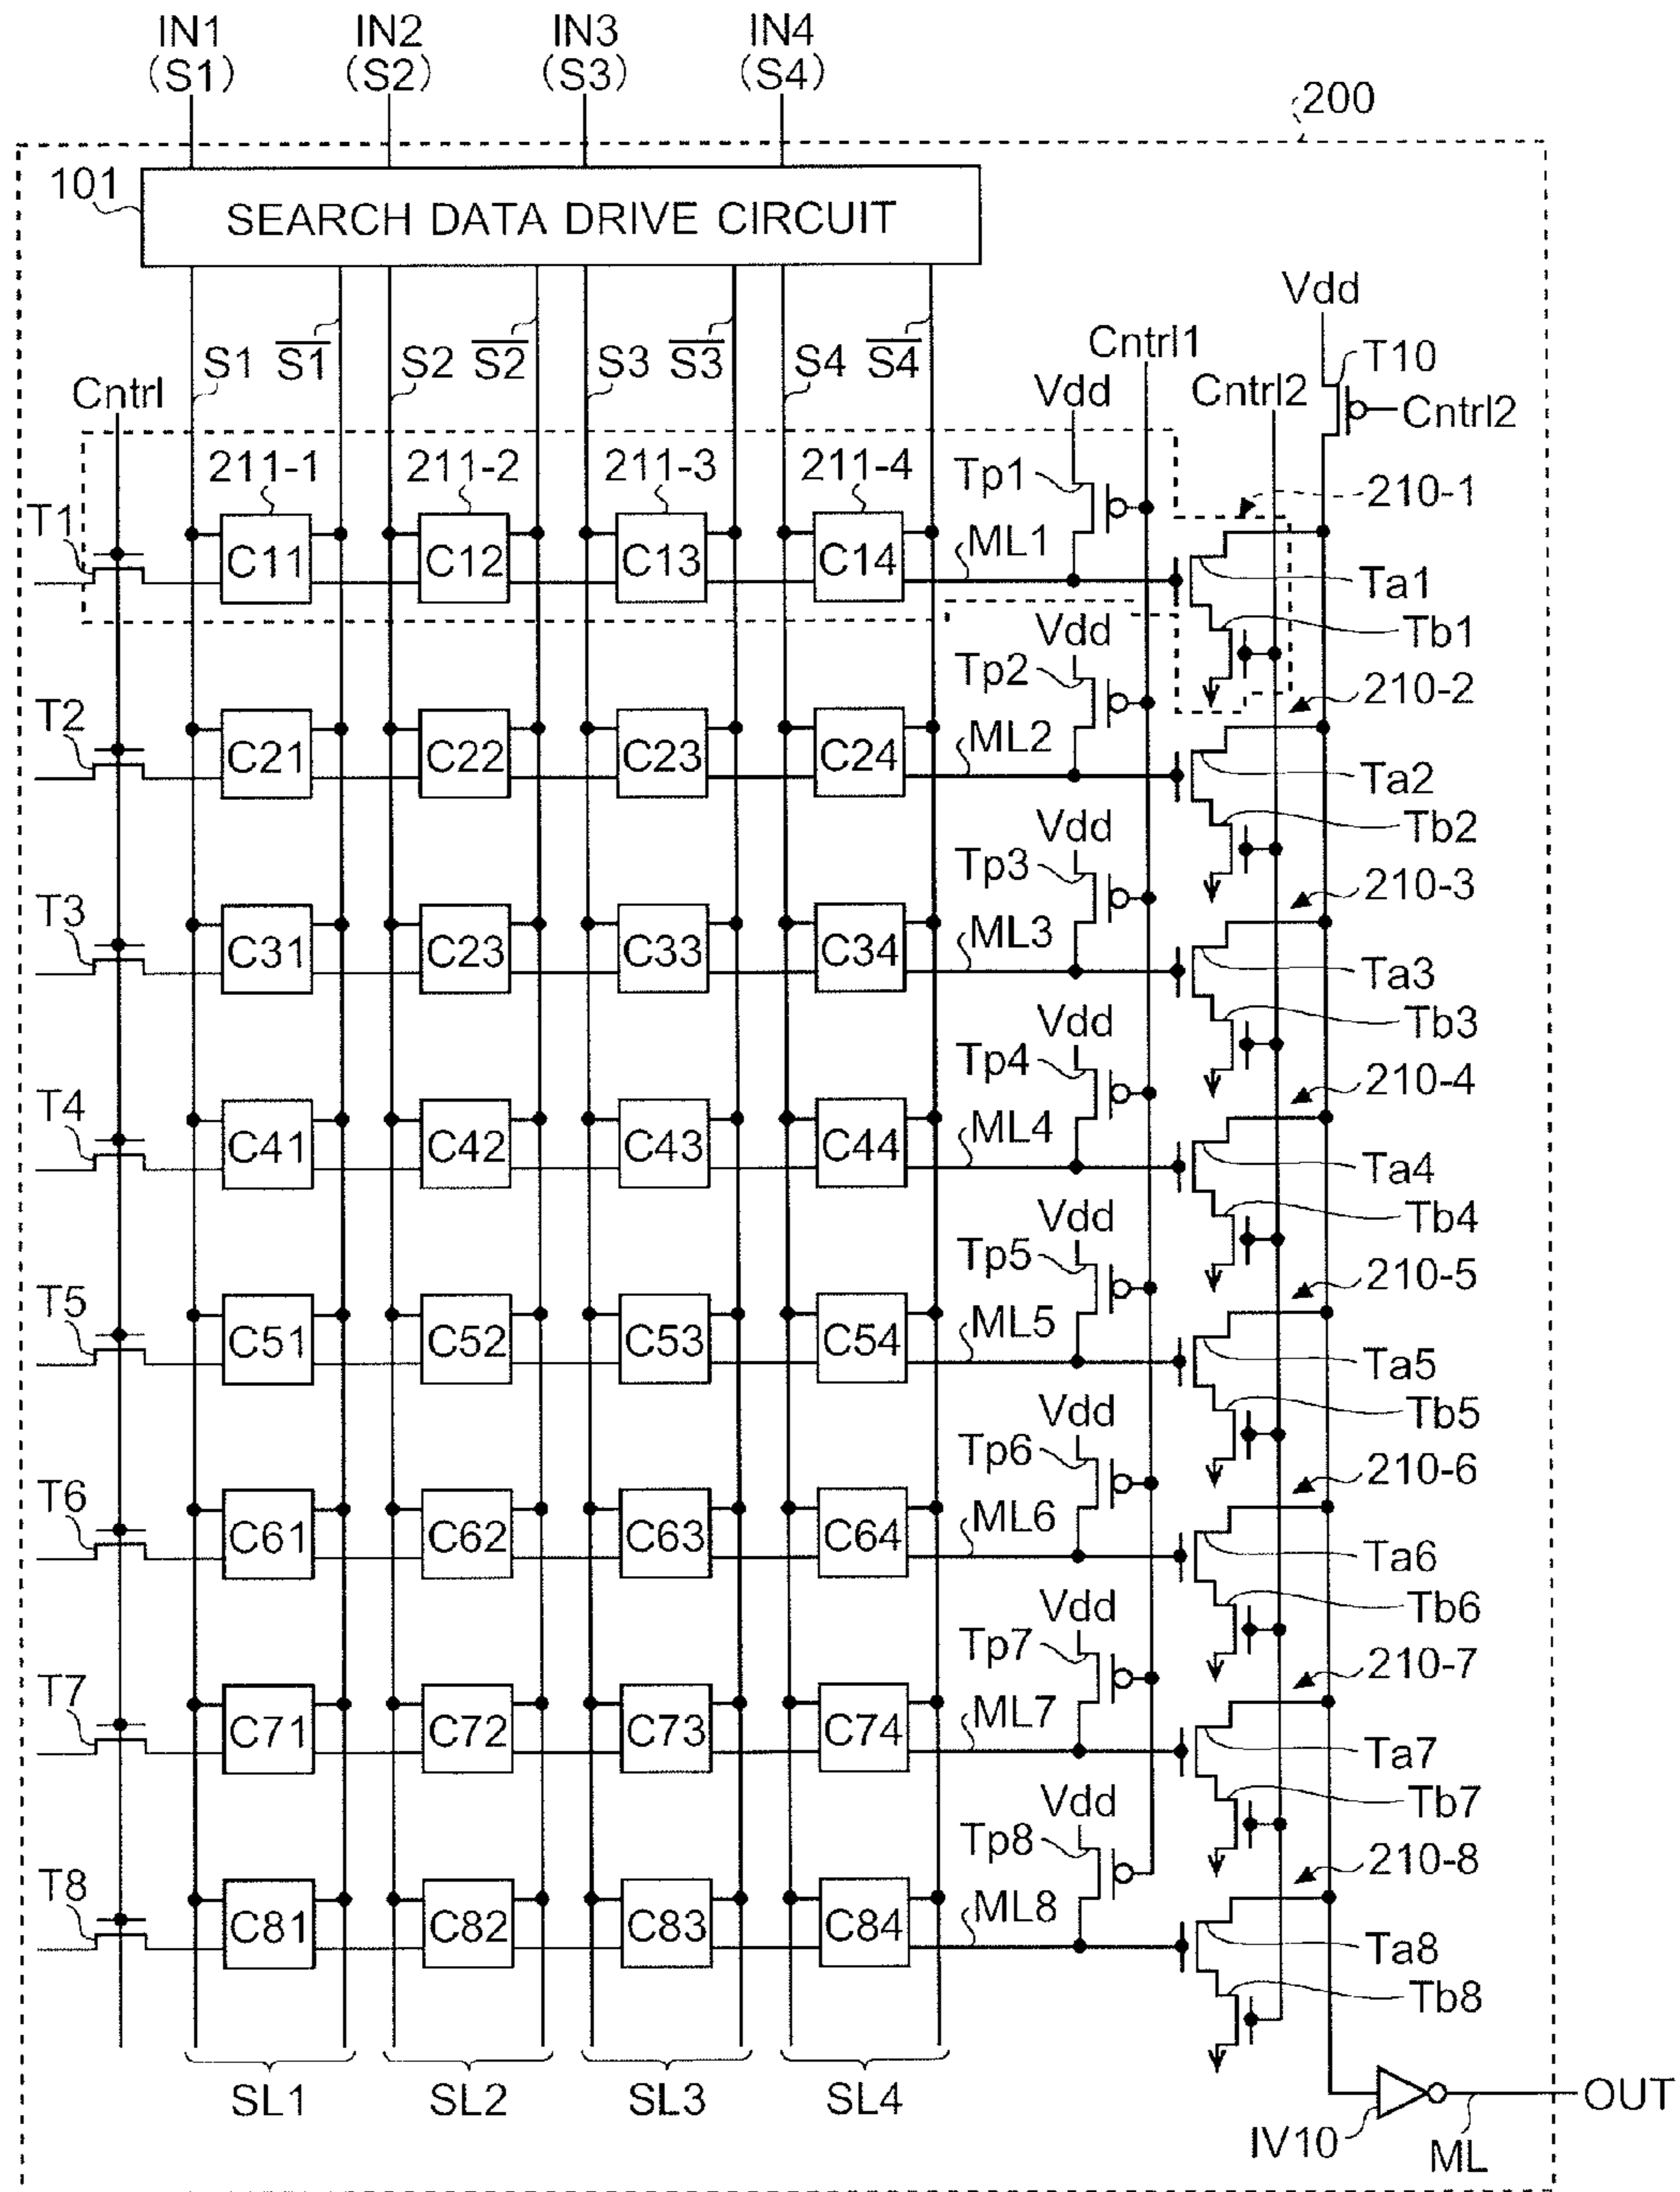 IN1 IN2 IN3 IN4
(S1) (S2) (S3) (S4)
200
101
SEARCH DATA DRIVE CIRCUIT
Vdd
S1 S̅1̅ S2 S̅2̅ S3 S̅3̅ S4 S̅4̅ Cntrl1 T10
Cntrl Vdd Cntrl2 Cntrl2
211-1 211-2 211-3 211-4 Tp1 210-1
T1 C11 C12 C13 C14 ML1 Ta1
Vdd Tb1
Tp2 210-2
T2 C21 C22 C23 C24 ML2 Ta2
Vdd Tb2
Tp3 210-3
T3 C31 C23 C33 C34 ML3 Ta3
Vdd Tb3
Tp4 210-4
T4 C41 C42 C43 C44 ML4 Ta4
Vdd Tb4
Tp5 210-5
T5 C51 C52 C53 C54 ML5 Ta5
Vdd Tb5
Tp6 210-6
T6 C61 C62 C63 C64 ML6 Ta6
Vdd Tb6
Tp7 210-7
T7 C71 C72 C73 C74 ML7 Ta7
Vdd Tb7
Tp8 210-8
T8 C81 C82 C83 C84 ML8 Ta8
Tb8
SL1 SL2 SL3 SL4 OUT
IV10 ML